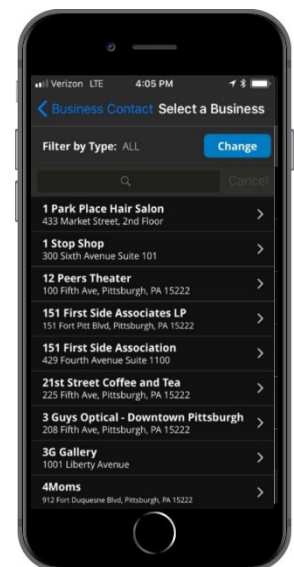 Verizon LTE 4:05 PM
Business Contact Select a Business
Filter by Type: ALL Change
Cancel
1 Park Place Hair Salon
433 Market Street, 2nd Floor
1 Stop Shop
300 Sixth Avenue Suite 101
12 Peers Theater
100 Fifth Ave, Pittsburgh, PA 15222
151 First Side Associates LP
151 Fort Pitt Blvd, Pittsburgh, PA 15222
151 First Side Association
429 Fourth Avenue Suite 1100
21st Street Coffee and Tea
225 Fifth Ave, Pittsburgh, PA 15222
3 Guys Optical - Downtown Pittsburgh
208 Fifth Ave, Pittsburgh, PA 15222
3G Gallery
1001 Liberty Avenue
4Moms
912 Fort Duquesne Blvd, Pittsburgh, PA 15222